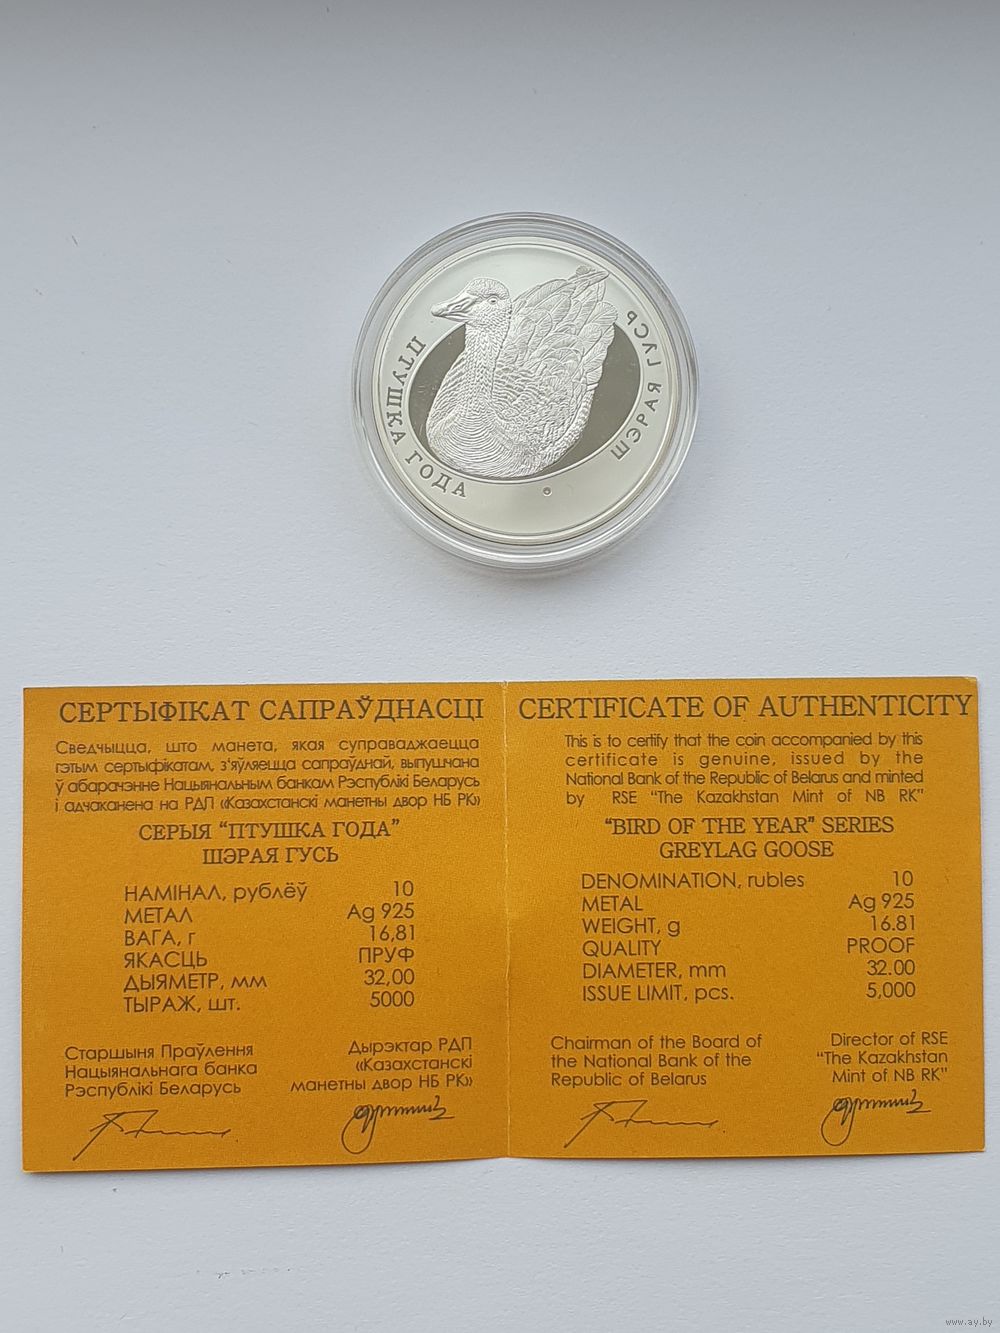 ПТУШКА ГОДА
ШЭРАЯ ГУСЬ
СЕРТЫФІКАТ САПРАЎДНАСЦІ
Сведчыцца, што манета, якая суправаджаецца
гэтым сертыфікатам, з'яўляецца сапраўднай, выпушчана
ў абарачэнне Нацыянальным банкам Рэспублікі Беларусь
і адчаканена на РДП «Казахстанскі манетны двор НБ РК»
СЕРЫЯ “ПТУШКА ГОДА”
ШЭРАЯ ГУСЬ
НАМІНАЛ, рублёў 10
МЕТАЛ Ag 925
ВАГА, г 16,81
ЯКАСЦЬ ПРУФ
ДЫЯМЕТР, мм 32,00
ТЫРАЖ, шт. 5000
Старшыня Праўлення
Нацыянальнага банка
Рэспублікі Беларусь
Дырэктар РДП
«Казахстанскі
манетны двор НБ РК»
CERTIFICATE OF AUTHENTICITY
This is to certify that the coin accompanied by this
certificate is genuine, issued by the
National Bank of the Republic of Belarus and minted
by RSE “The Kazakhstan Mint of NB RK”
“BIRD OF THE YEAR” SERIES
GREYLAG GOOSE
DENOMINATION, rubles 10
METAL Ag 925
WEIGHT, g 16.81
QUALITY PROOF
DIAMETER, mm 32.00
ISSUE LIMIT, pcs. 5,000
Chairman of the Board of
the National Bank of the
Republic of Belarus
Director of RSE
“The Kazakhstan
Mint of NB RK”
www.ay.by